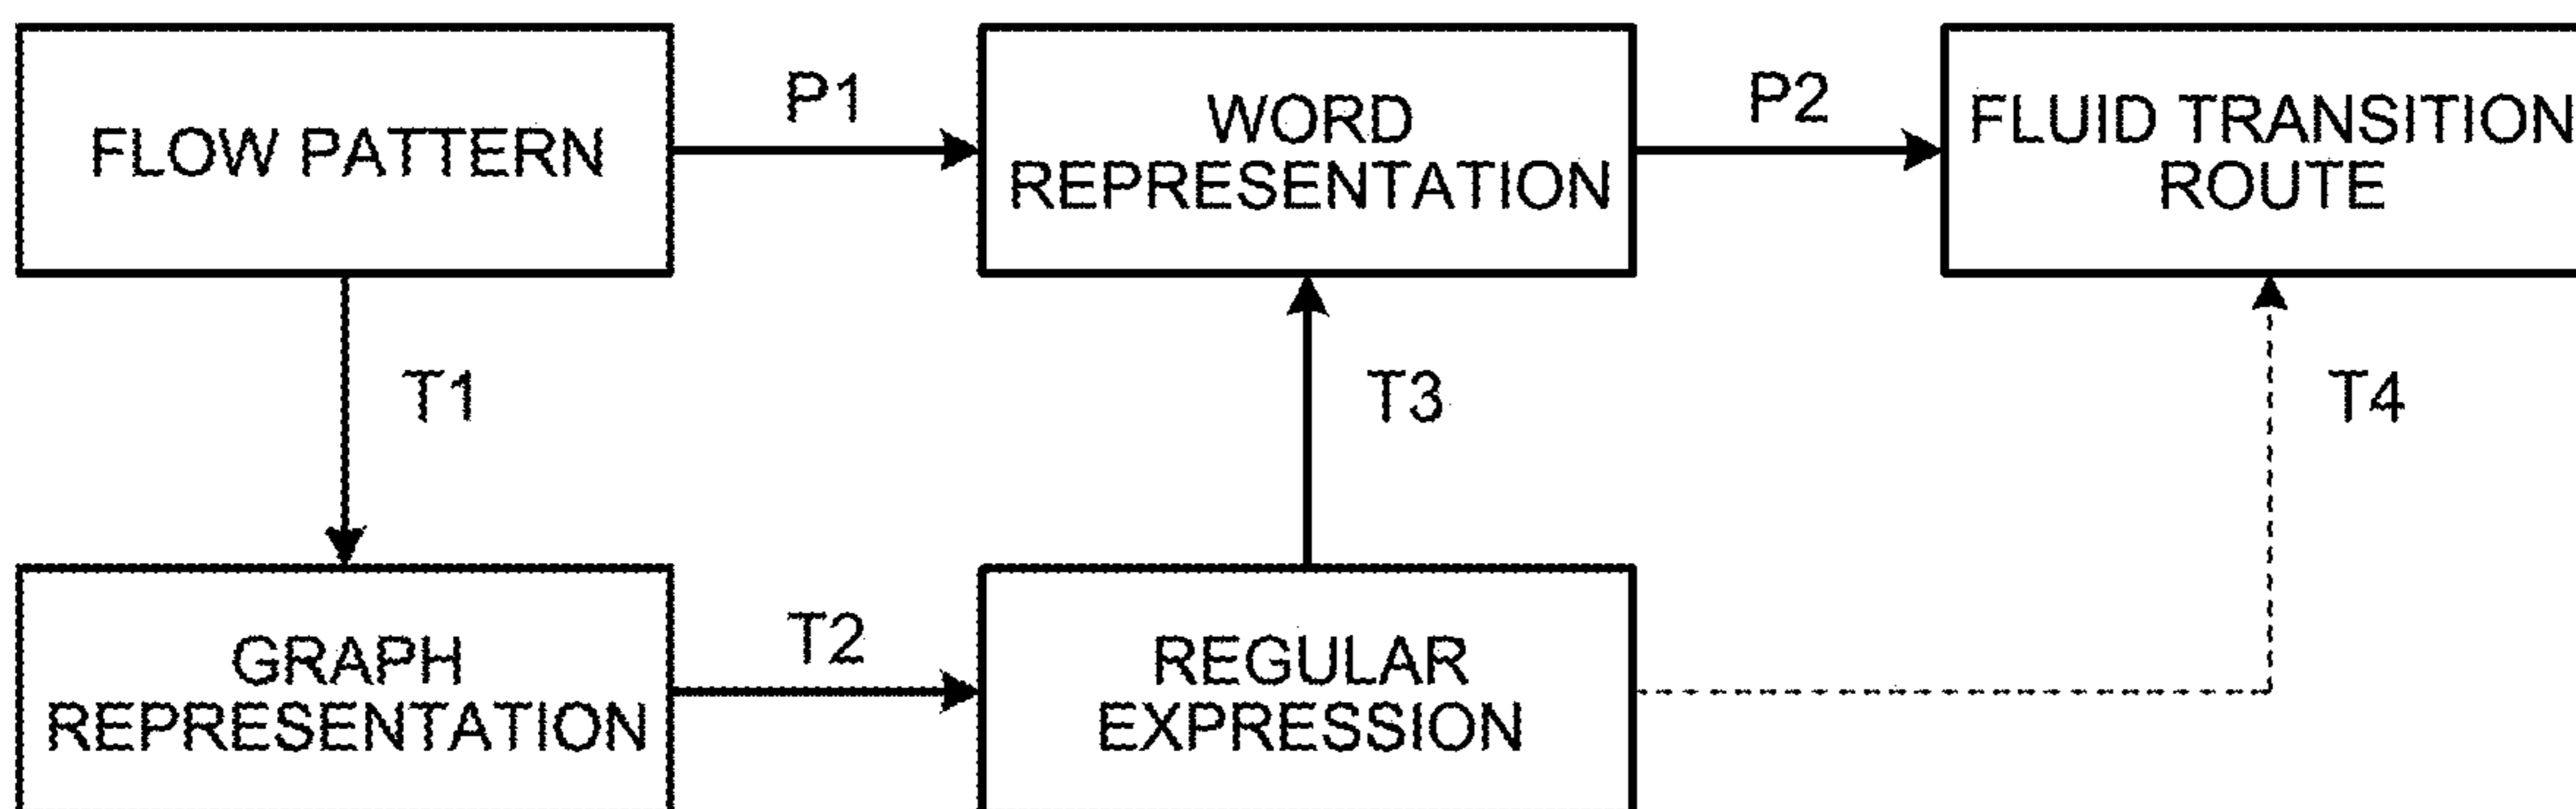 FLOW PATTERN
P1
WORD
REPRESENTATION
P2
FLUID TRANSITION
ROUTE
T1
T3
T4
GRAPH
REPRESENTATION
T2
REGULAR
EXPRESSION